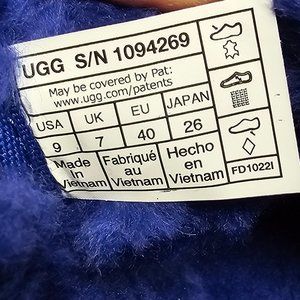 UGG S/N 1094269
May be covered by Pat:
www.ugg.com/patents
USA UK EU JAPAN
9 7 40 26
Made in Vietnam
Fabriqué au Vietnam
Hecho en Vietnam
FD1022I